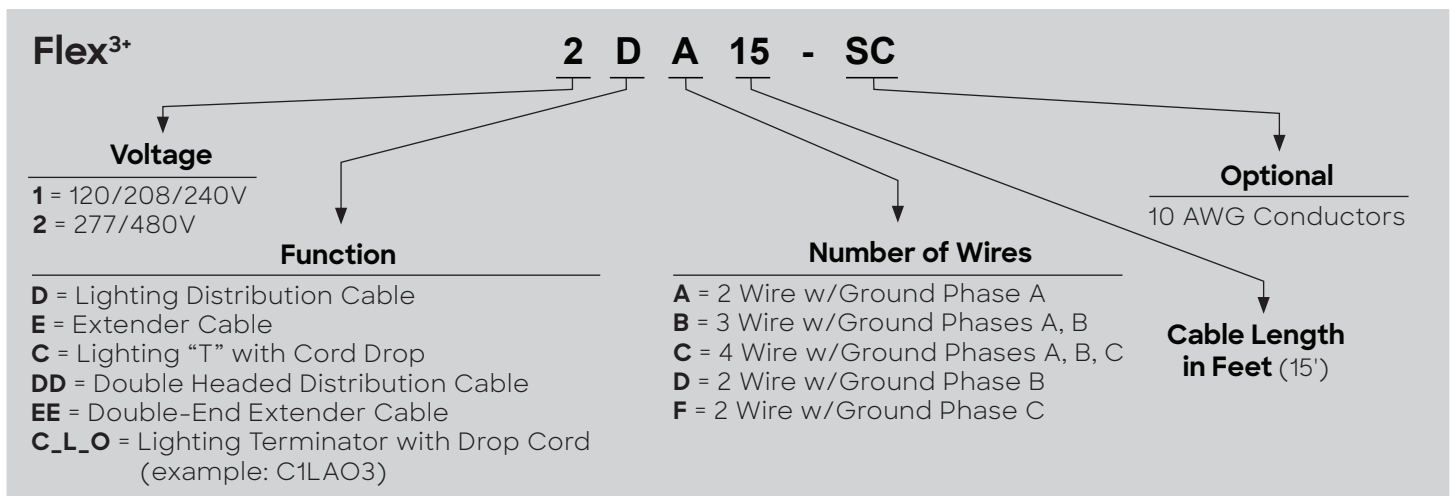 Flex3+
2 D A 15 - SC
Voltage
1 = 120/208/240V
2 = 277/480V
Function
D = Lighting Distribution Cable
E = Extender Cable
C = Lighting “T” with Cord Drop
DD = Double Headed Distribution Cable
EE = Double-End Extender Cable
C_L_O = Lighting Terminator with Drop Cord
(example: C1LAO3)
Number of Wires
A = 2 Wire w/Ground Phase A
B = 3 Wire w/Ground Phases A, B
C = 4 Wire w/Ground Phases A, B, C
D = 2 Wire w/Ground Phase B
F = 2 Wire w/Ground Phase C
Cable Length
in Feet (15')
Optional
10 AWG Conductors